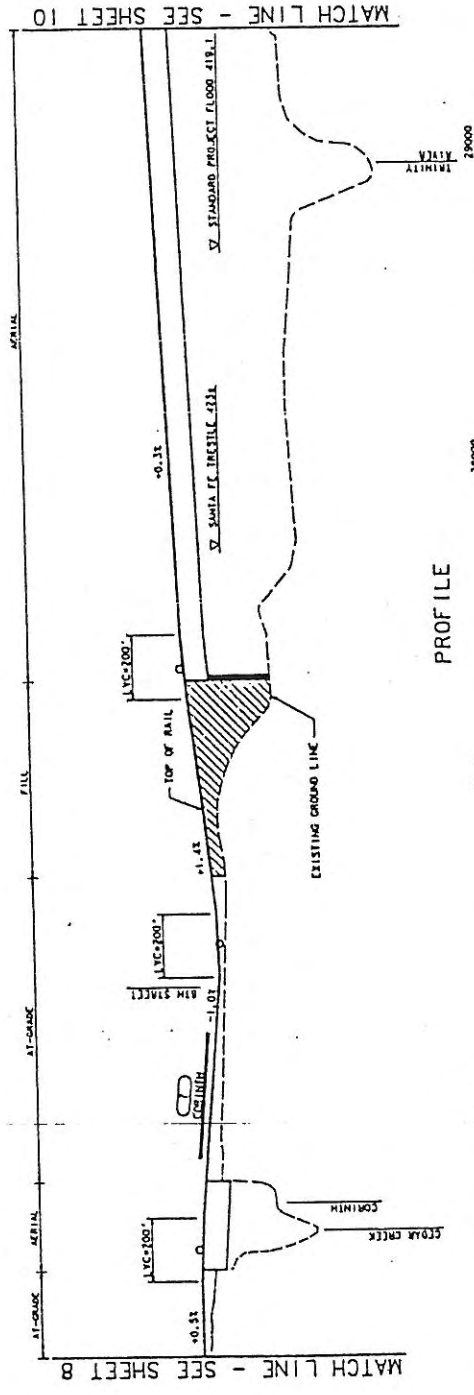 MATCH LINE - SEE SHEET 8
MATCH LINE - SEE SHEET 10
AT-GRADE
AERIAL
AT-GRADE
FILL
AERIAL
+0.5%
LVC=200'
CEDAR CREEK
CORINTH
7
CORINTH
-1.0%
8TH STREET
LVC=200'
+1.4%
TOP OF RAIL
LVC=200'
EXISTING GROUND LINE
+0.3%
SANTA FE TRESTLE 423±
STANDARD PROJECT FLOOD 419.1
TRINITY
RIVER
29000
PROFILE